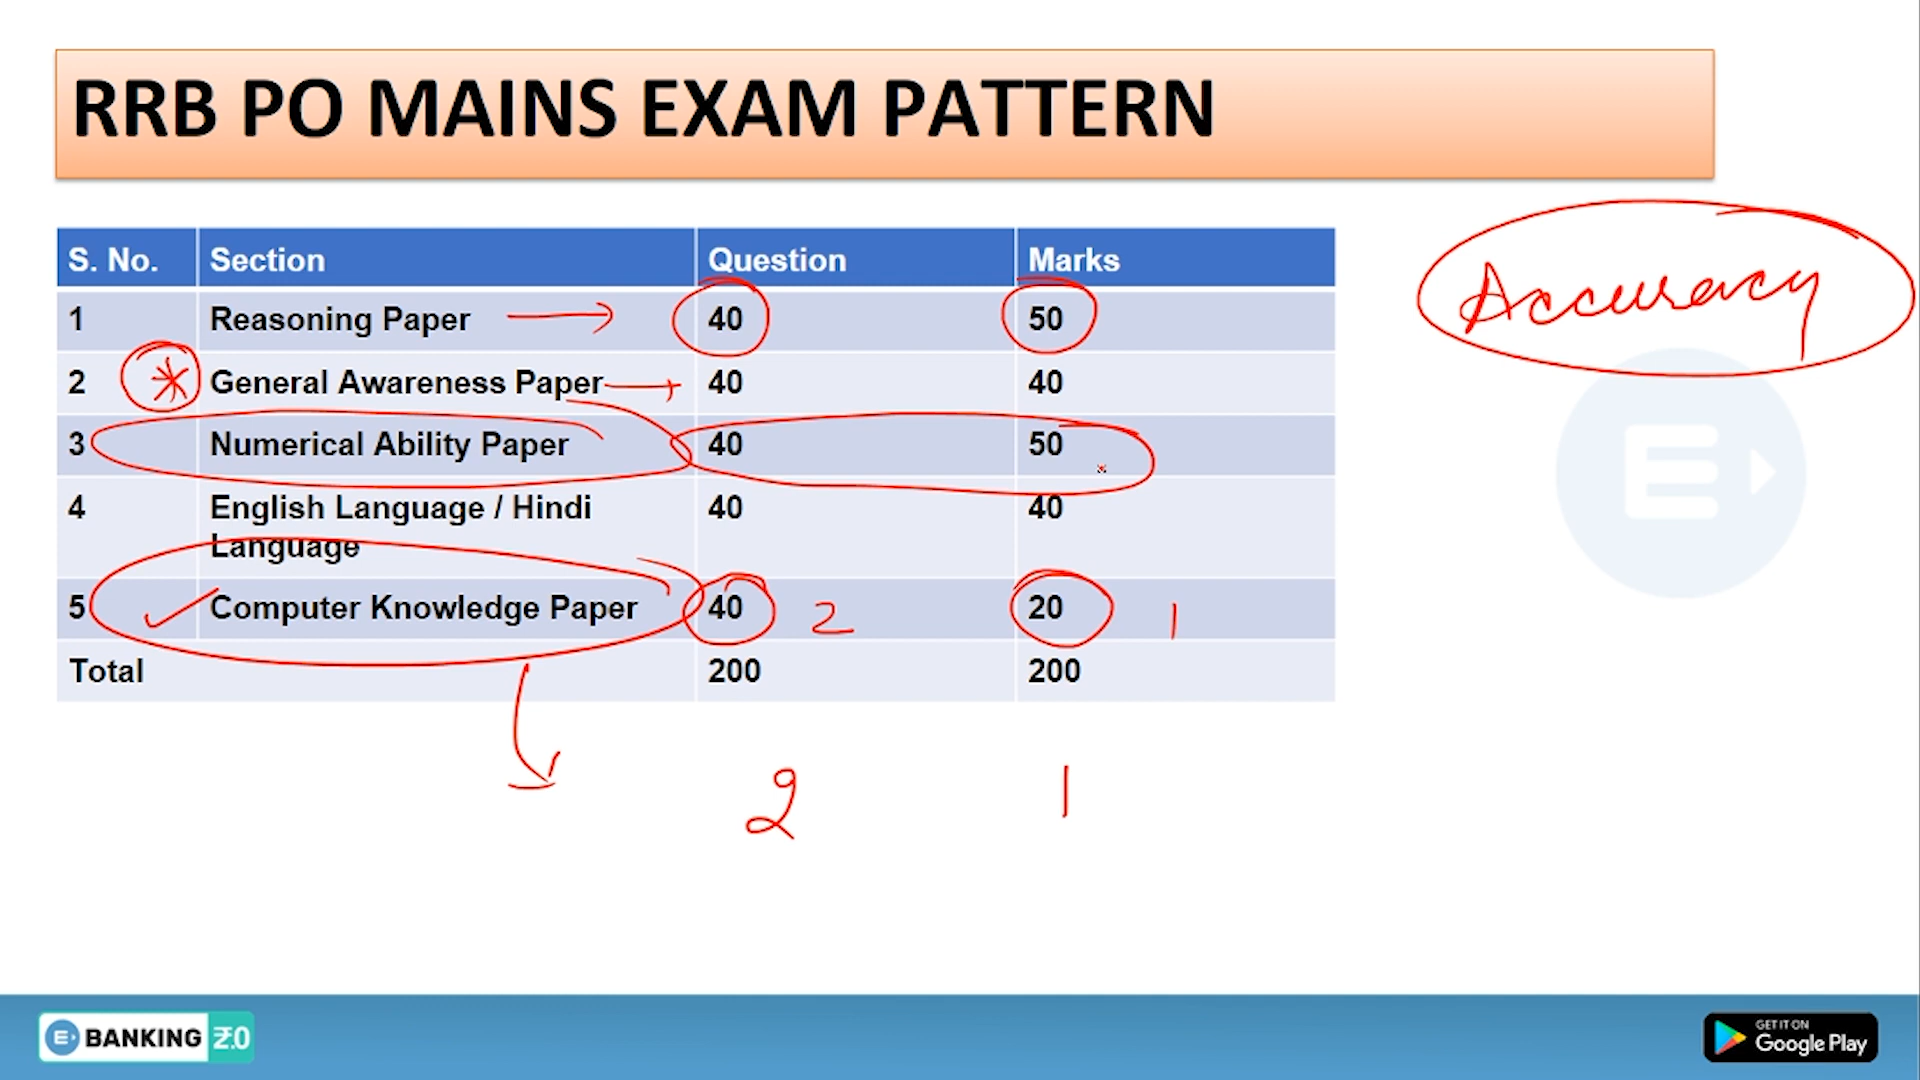 RRB PO MAINS EXAM PATTERN
S. No. Section Question Marks
Accuracy
1 Reasoning Paper 40 50
2 * General Awareness Paper 40 40
3 Numerical Ability Paper 40 50
4 English Language / Hindi 40 40
Language
5 Computer Knowledge Paper 40 2 20 1
Total 200 200
2 1
E BANKING 2.0
GET IT ON
Google Play